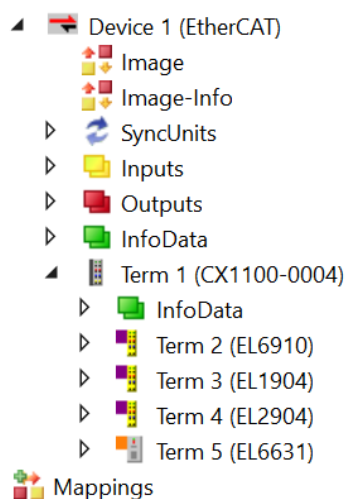 Device 1 (EtherCAT)
Image
Image-Info
SyncUnits
Inputs
Outputs
InfoData
Term 1 (CX1100-0004)
InfoData
Term 2 (EL6910)
Term 3 (EL1904)
Term 4 (EL2904)
Term 5 (EL6631)
Mappings